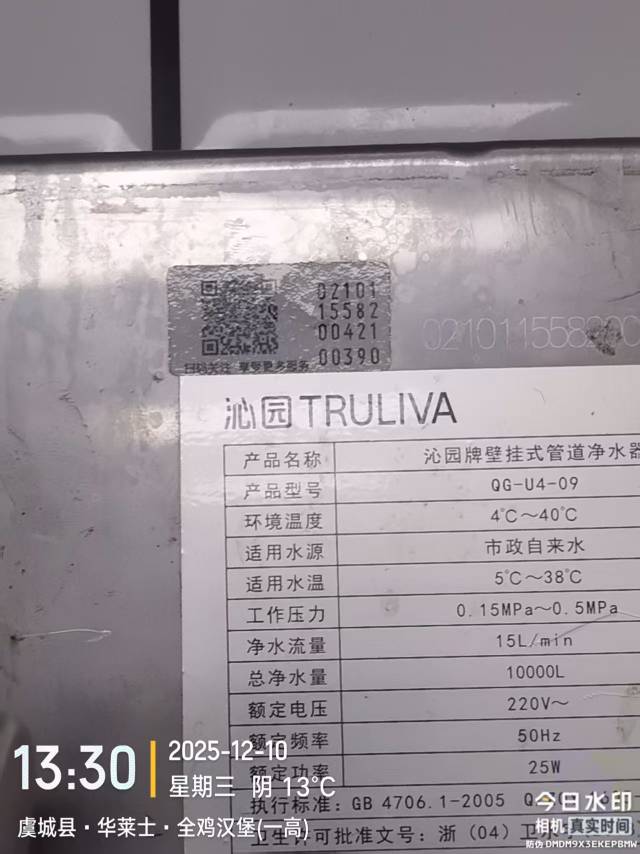 02101
15582
00421
00390
扫码关注 享受更多服务
沁园TRULIVA
产品名称 沁园牌壁挂式管道净水器
产品型号 QG-U4-09
环境温度 4℃~40℃
适用水源 市政自来水
适用水温 5℃~38℃
工作压力 0.15MPa~0.5MPa
净水流量 15L/min
总净水量 10000L
额定电压 220V~
额定频率 50Hz
额定功率 25W
执行标准: GB 4706.1-2005
卫生许可批准文号: 浙 (04) 卫水
13:30
2025-12-10
星期三 阴 13℃
虞城县·华莱士·全鸡汉堡(一高)
今日水印
相机 真实时间
防伪 DMDM9X3EKEPBMW